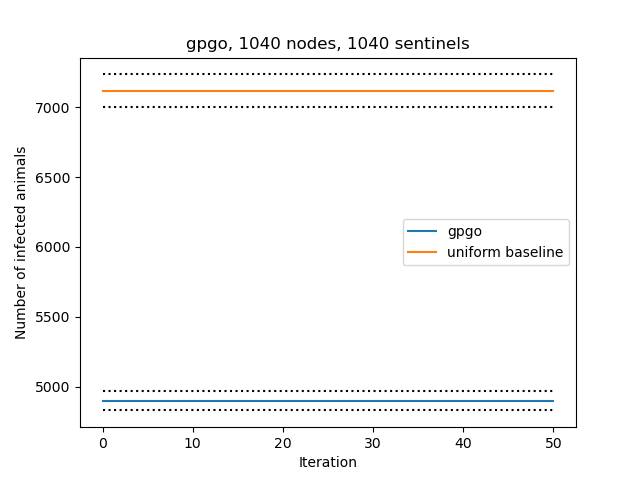 gpgo, 1040 nodes, 1040 sentinels
7000
6500
6000
5500
5000
Number of infected animals
gpgo
uniform baseline
0 10 20 30 40 50
Iteration